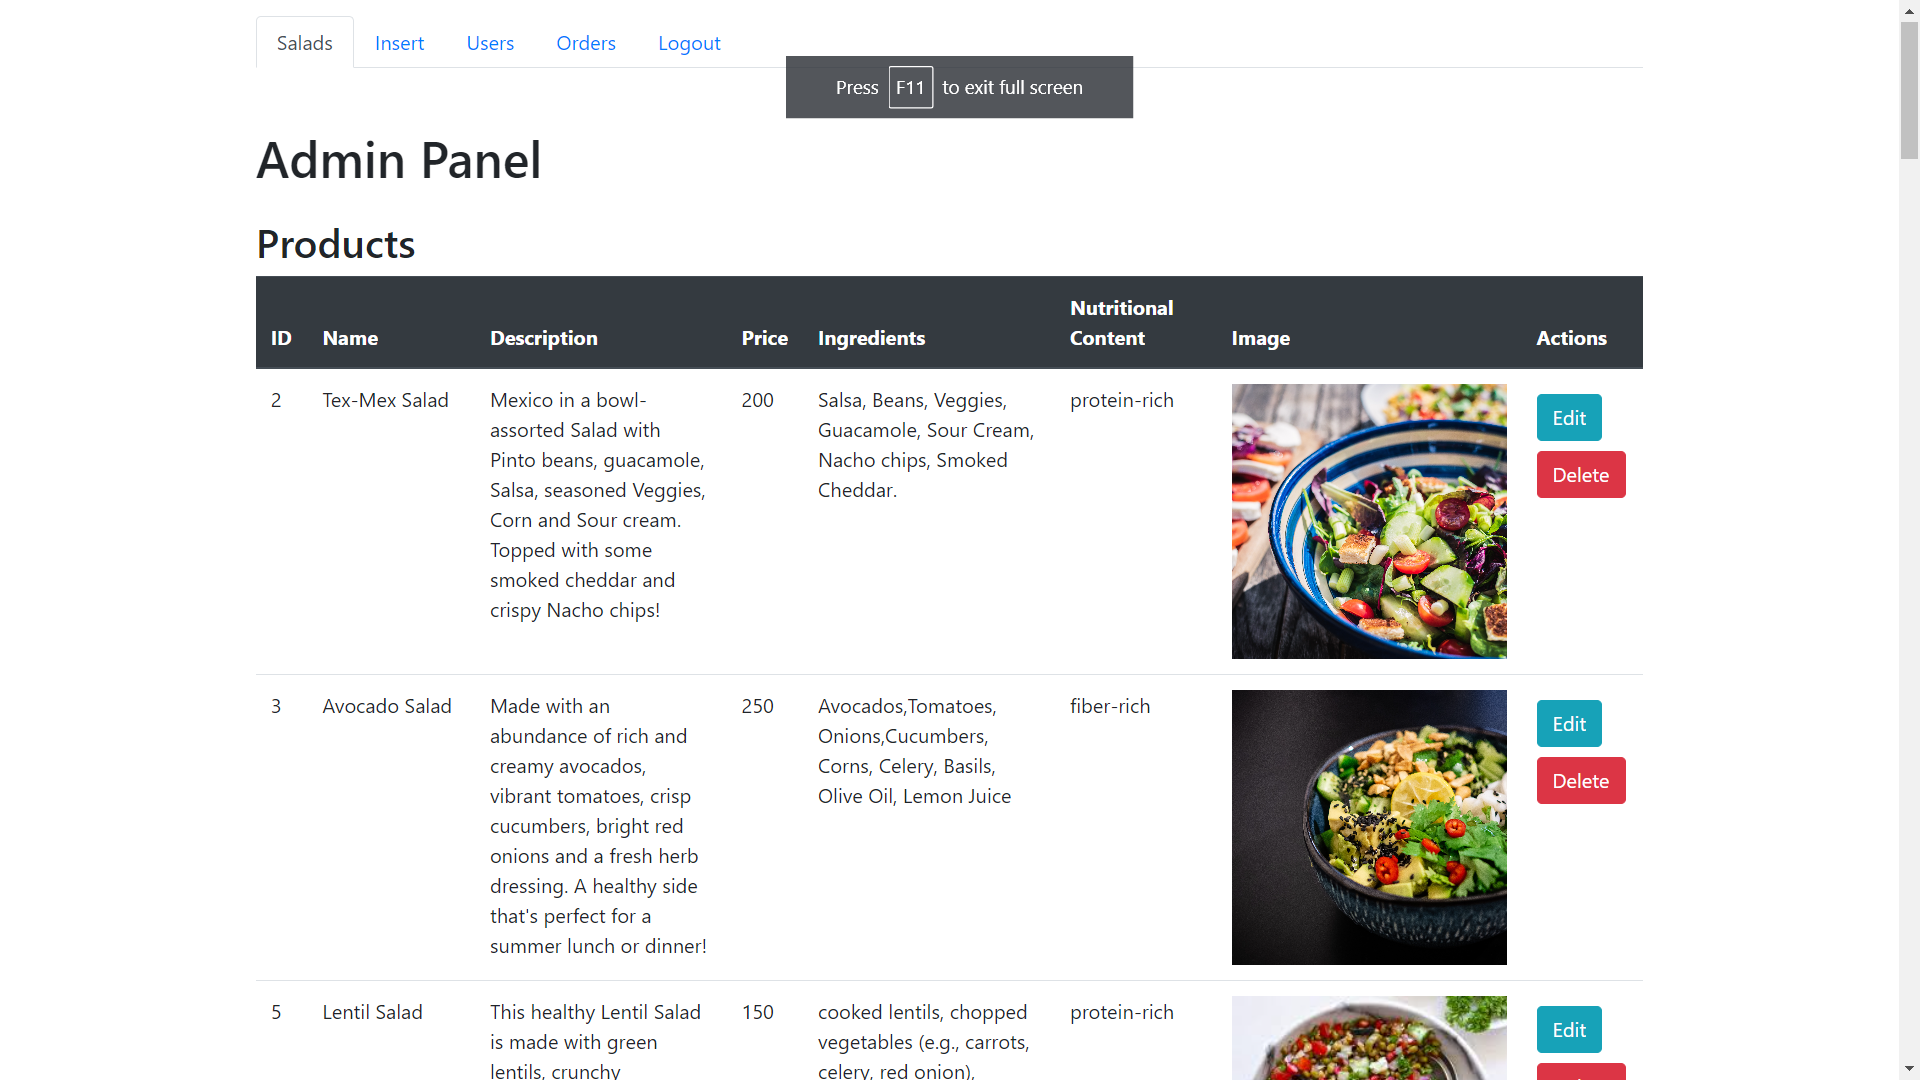 Salads Insert Users Orders Logout
Press F11 to exit full screen
Admin Panel
Products
ID Name Description Price Ingredients Nutritional Content Image Actions
2 Tex-Mex Salad
Mexico in a bowl-
assorted Salad with
Pinto beans, guacamole,
Salsa, seasoned Veggies,
Corn and Sour cream.
Topped with some
smoked cheddar and
crispy Nacho chips!
200
Salsa, Beans, Veggies,
Guacamole, Sour Cream,
Nacho chips, Smoked
Cheddar.
protein-rich
Edit
Delete
3 Avocado Salad
Made with an
abundance of rich and
creamy avocados,
vibrant tomatoes, crisp
cucumbers, bright red
onions and a fresh herb
dressing. A healthy side
that's perfect for a
summer lunch or dinner!
250
Avocados,Tomatoes,
Onions,Cucumbers,
Corns, Celery, Basils,
Olive Oil, Lemon Juice
fiber-rich
Edit
Delete
5 Lentil Salad
This healthy Lentil Salad
is made with green
lentils, crunchy
150
cooked lentils, chopped
vegetables (e.g., carrots,
celery, red onion),
protein-rich
Edit